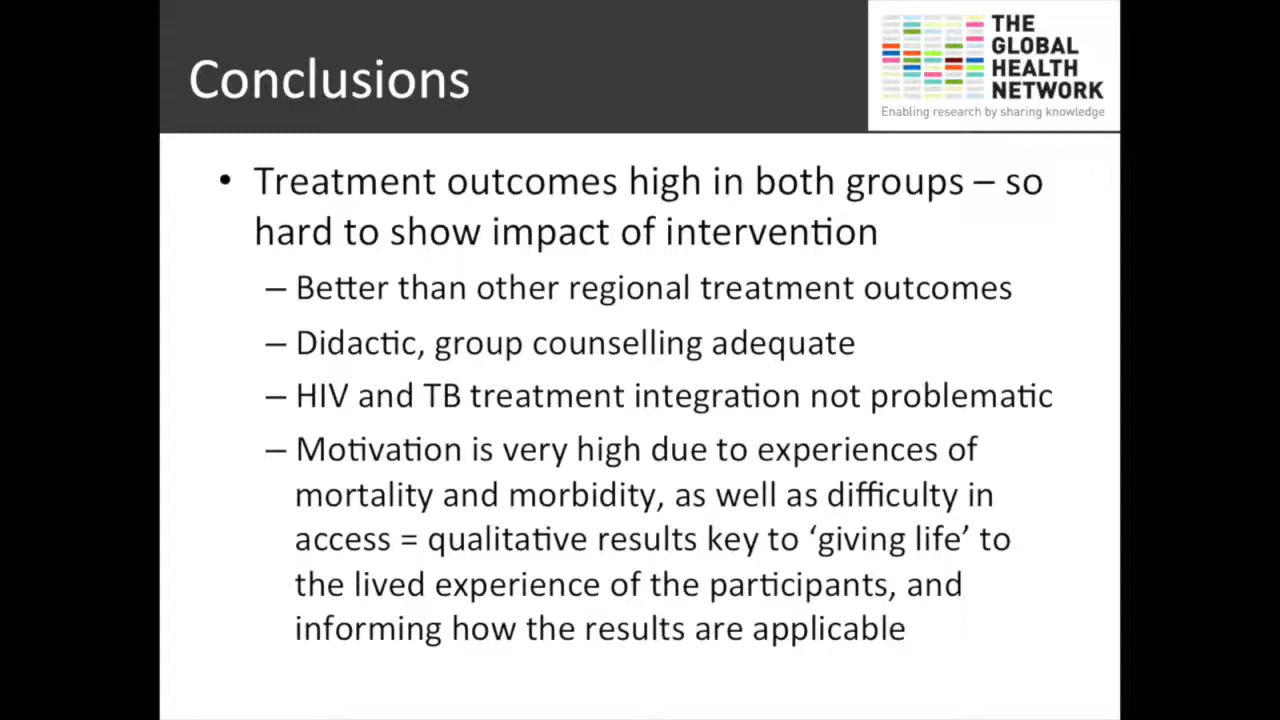 Conclusions
THE
GLOBAL
HEALTH
NETWORK
Enabling research by sharing knowledge
• Treatment outcomes high in both groups – so
hard to show impact of intervention
– Better than other regional treatment outcomes
– Didactic, group counselling adequate
– HIV and TB treatment integration not problematic
– Motivation is very high due to experiences of
mortality and morbidity, as well as difficulty in
access = qualitative results key to ‘giving life’ to
the lived experience of the participants, and
informing how the results are applicable